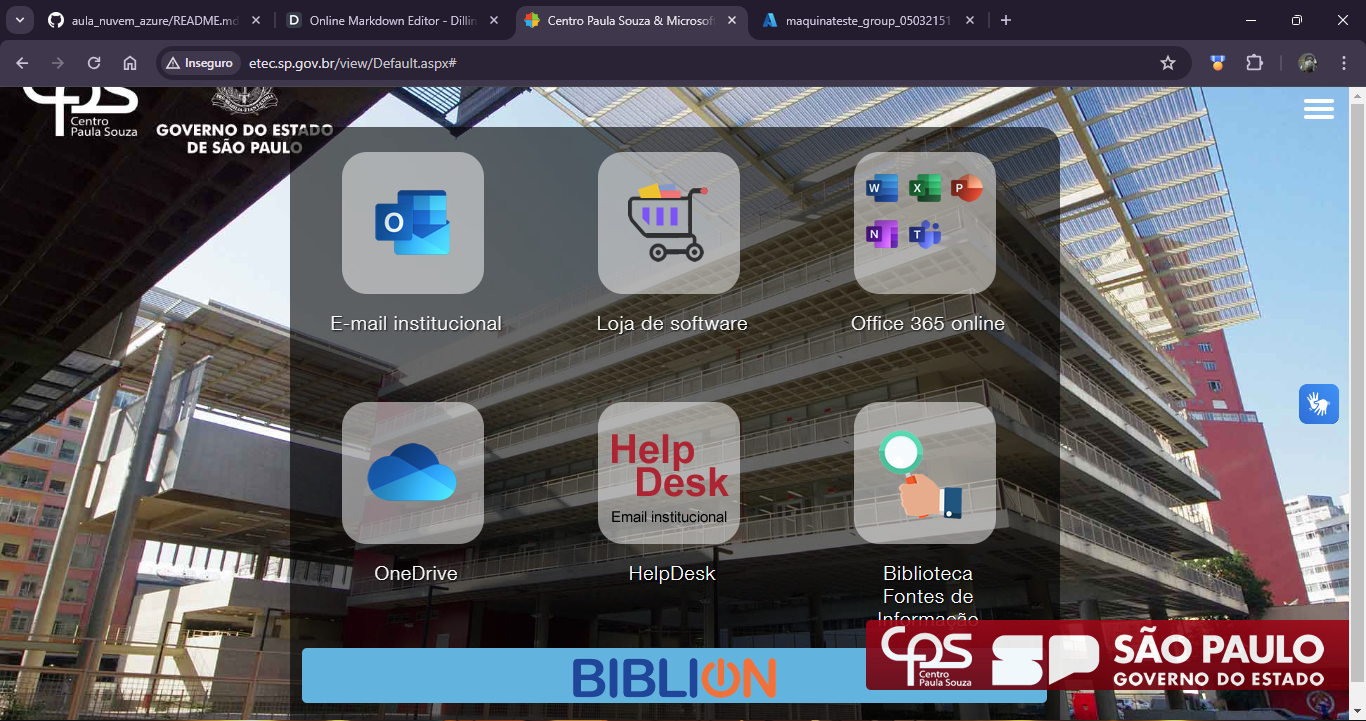 aula_nuvem_azure/README.md
Online Markdown Editor - Dillin
Centro Paula Souza & Microsoft
maquinateste_group_05032151
Inseguro
etec.sp.gov.br/view/Default.aspx#
CPS
Centro
Paula Souza
GOVERNO DO ESTADO
DE SÃO PAULO
O
W
X
P
N
T
E-mail institucional
Loja de software
Office 365 online
Help
Desk
Email institucional
OneDrive
HelpDesk
Biblioteca
Fontes de
Informação
BIBLION
CPS
Centro
Paula Souza
SP
SÃO PAULO
GOVERNO DO ESTADO